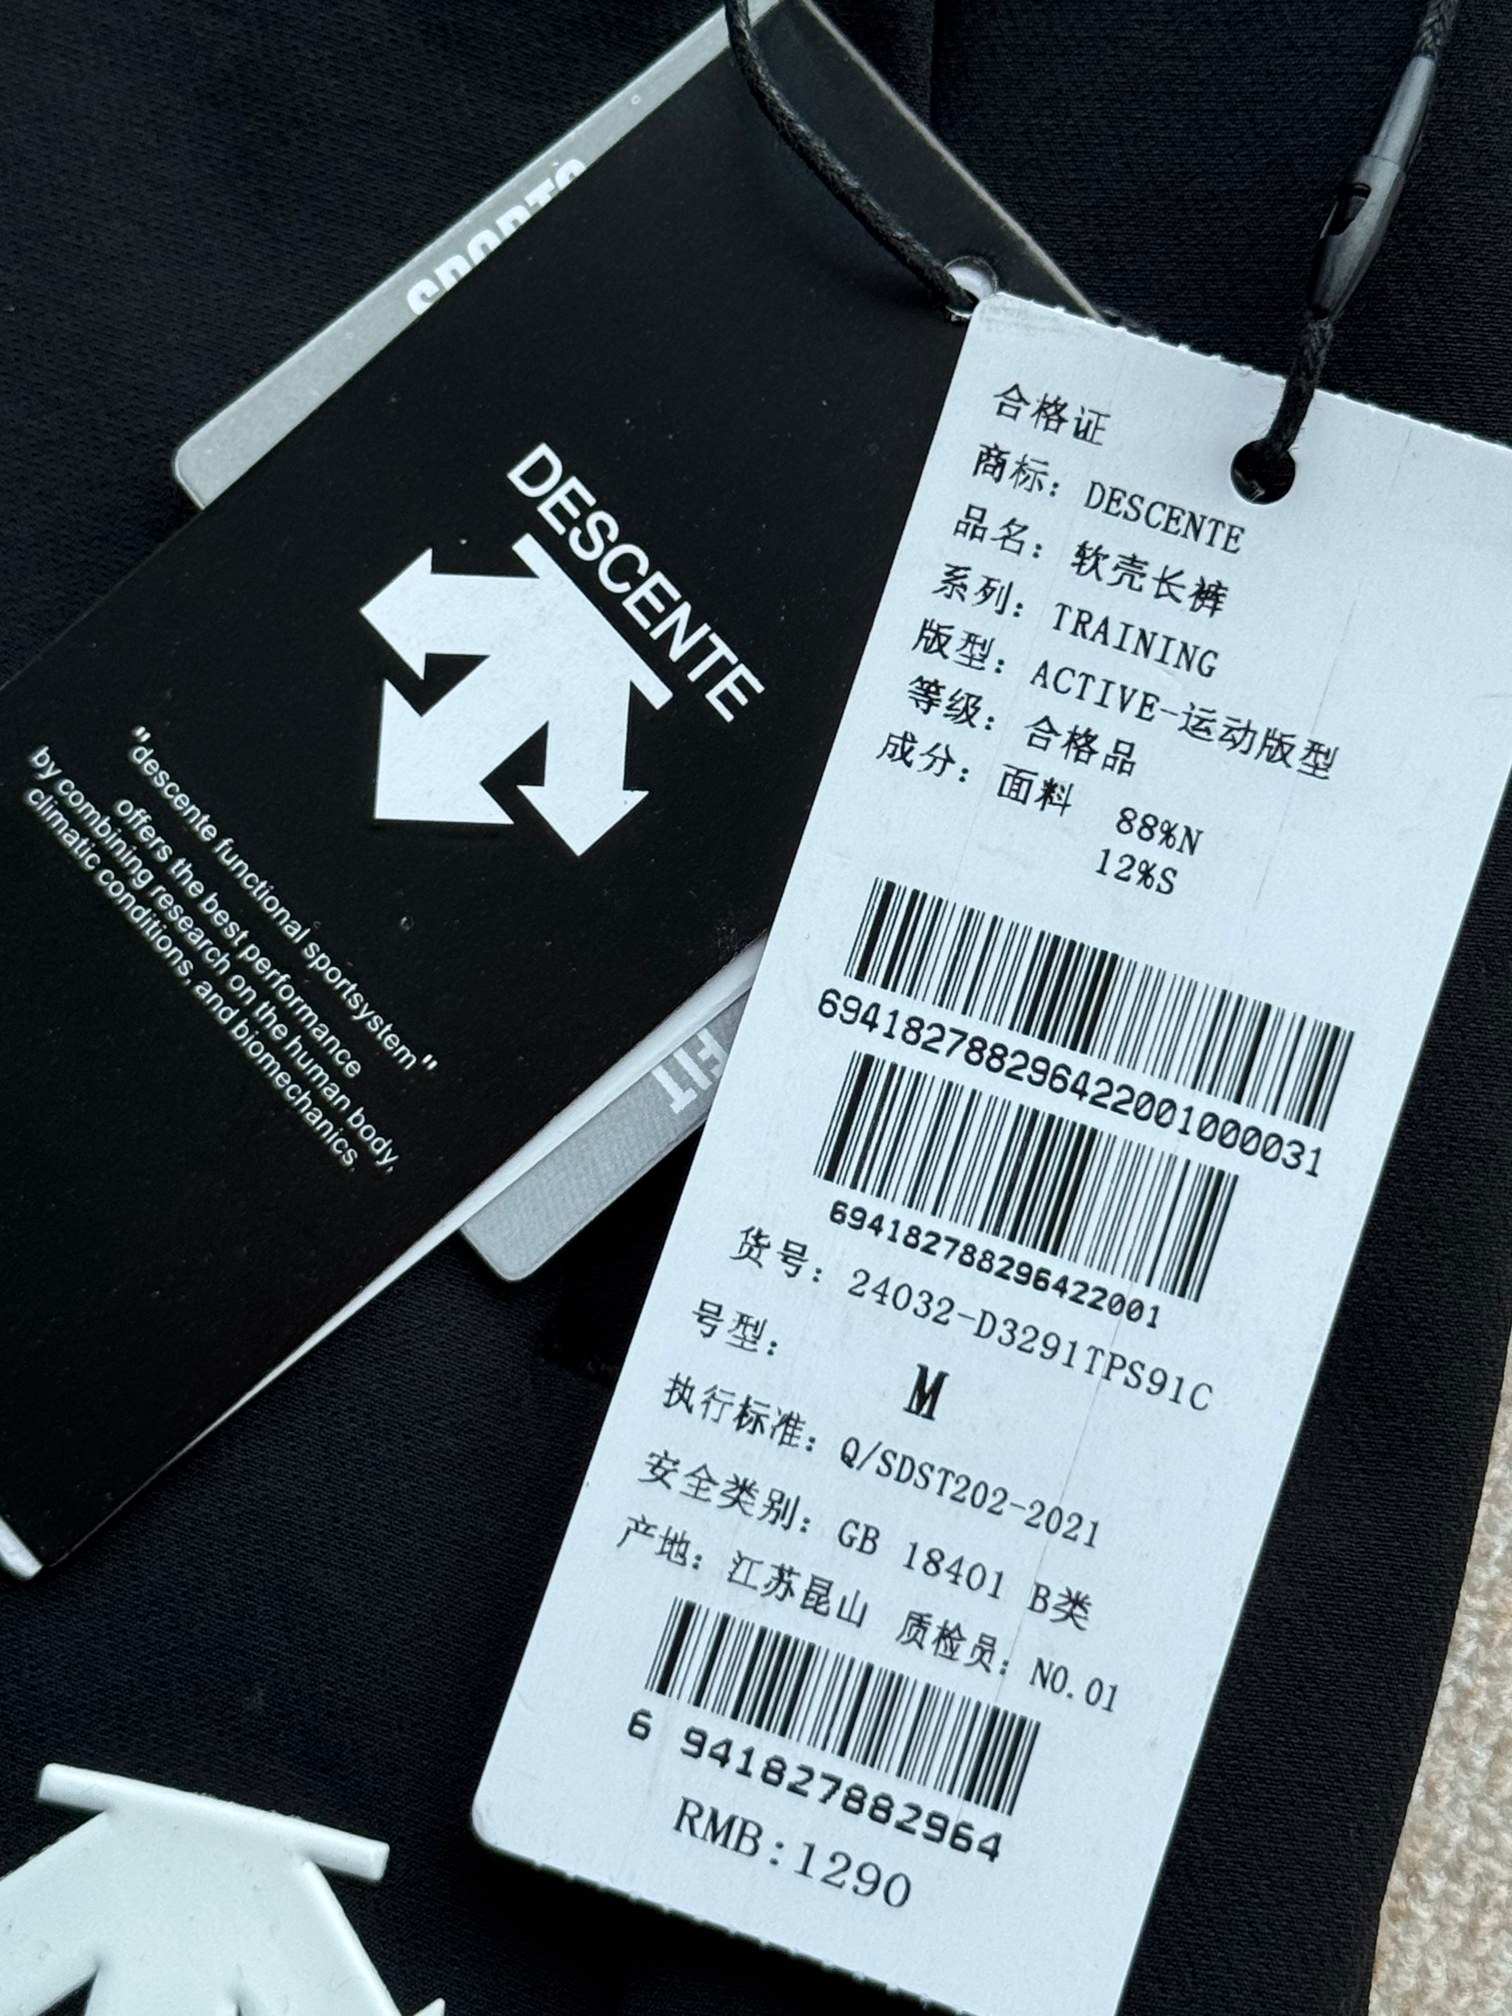 SPORTS
DESCENTE
"descente functional sportsystem"
offers the best performance
by combining research on the human body,
climatic conditions, and biomechanics.
FIT
合格证
商标：DESCENTE
品名：软壳长裤
系列：TRAINING
版型：ACTIVE-运动版型
等级：合格品
成分：面料 88%N
12%S
694182788296422001000031
694182788296422001
货号：24032-D3291TPS91C
号型： M
执行标准：Q/SDST202-2021
安全类别：GB 18401 B类
产地：江苏昆山 质检员：NO.01
6 941827882964
RMB:1290